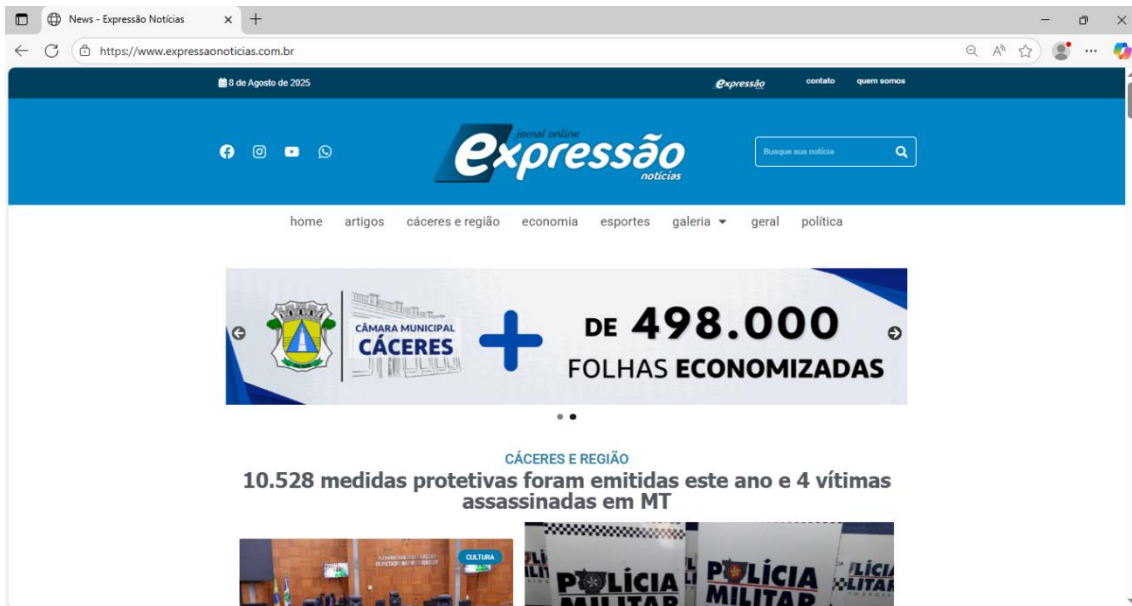 News - Expressão Notícias
https://www.expressaonoticias.com.br
8 de Agosto de 2025
expressão
contato
quem somos
jornal online
expressão
notícias
Busque sua notícia
home artigos cáceres e região economia esportes galeria geral política
CÂMARA MUNICIPAL
CÁCERES
+
DE 498.000
FOLHAS ECONOMIZADAS
CÁCERES E REGIÃO
10.528 medidas protetivas foram emitidas este ano e 4 vítimas
assassinadas em MT
CULTURA
POLÍCIA
MILITAR
POLÍCIA
MILITAR